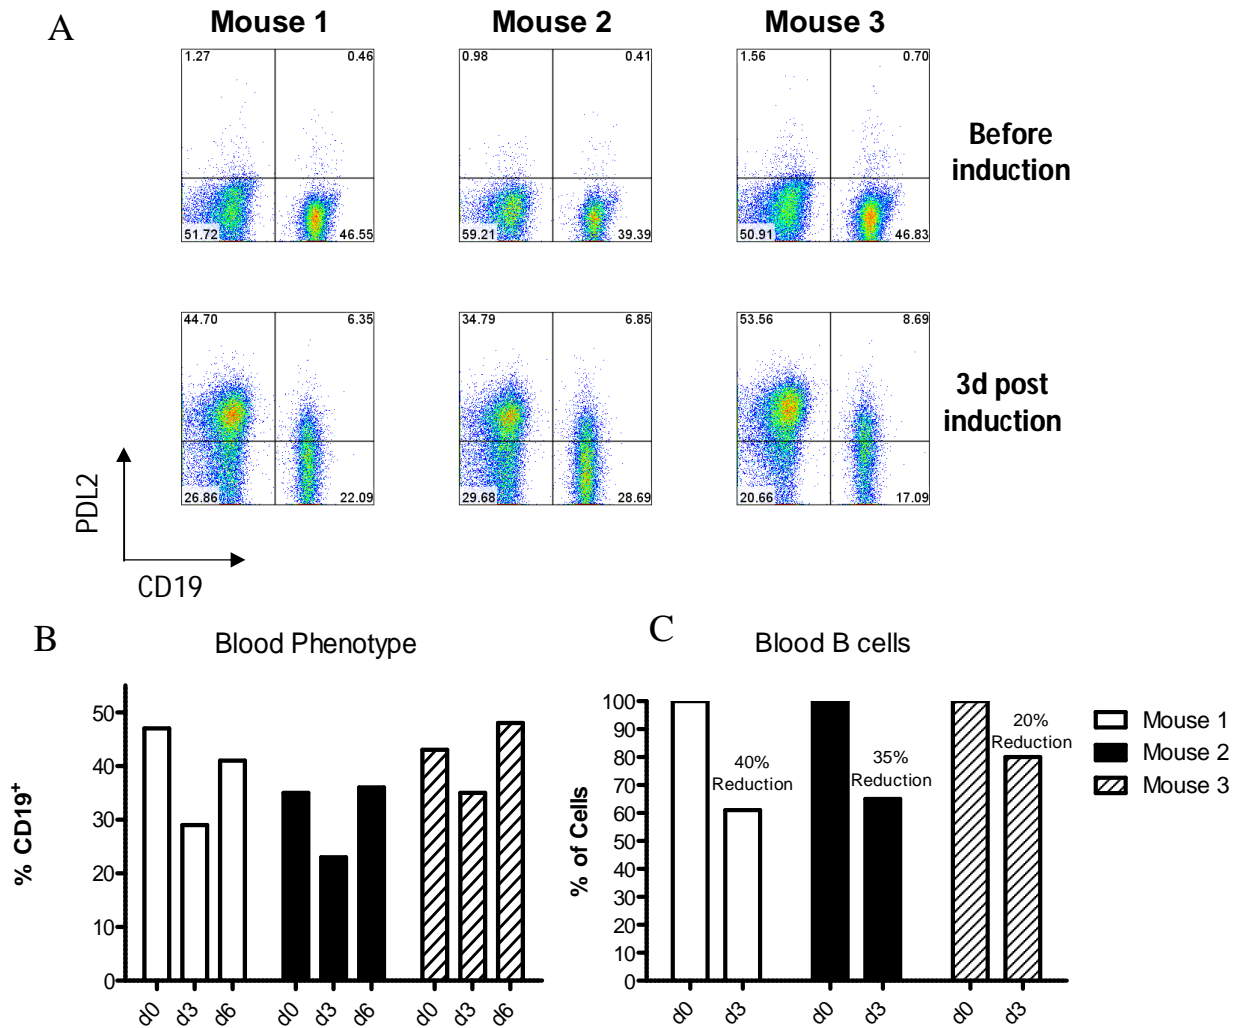 A
Mouse 1
Mouse 2
Mouse 3
1.27
0.46
0.98
0.41
1.56
0.70
Before
induction
51.72
46.55
59.21
39.39
50.91
46.83
44.70
6.35
34.79
6.85
53.56
8.69
3d post
induction
26.86
22.09
29.68
28.69
20.66
17.09
PDL2
CD19
B
Blood Phenotype
% CD19+
50
40
30
20
10
0
d0
d3
d6
d0
d3
d6
d0
d3
d6
C
Blood B cells
% of Cells
100
90
80
70
60
50
40
30
20
10
0
40%
Reduction
35%
Reduction
20%
Reduction
d0
d3
d0
d3
d0
d3
Mouse 1
Mouse 2
Mouse 3